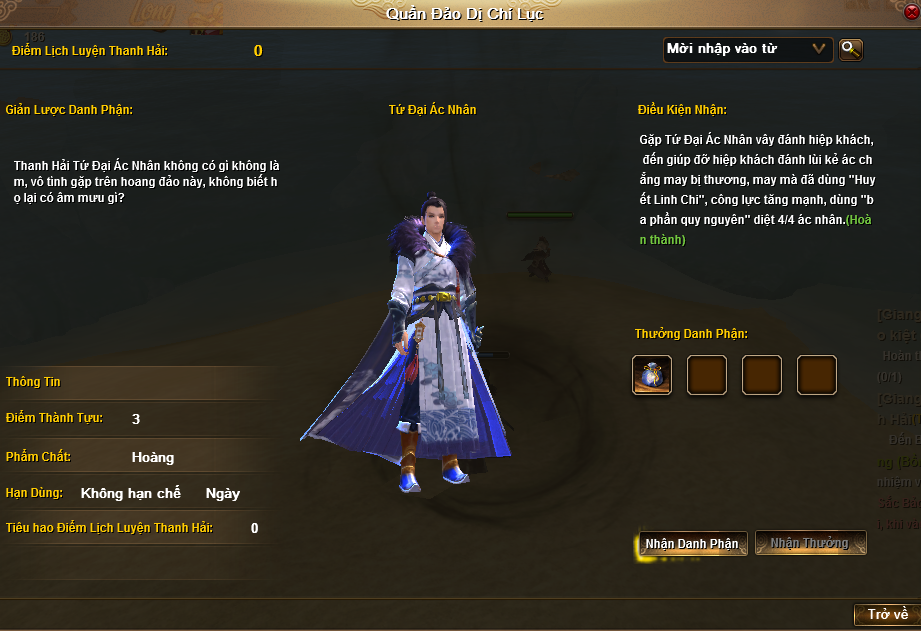 Quần Đảo Dị Chí Lục
186
Điểm Lịch Luyện Thanh Hải: 0
Mời nhập vào từ
Giản Lược Danh Phận:
Tứ Đại Ác Nhân
Điều Kiện Nhận:
Thanh Hải Tứ Đại Ác Nhân không có gì không là
m, vô tình gặp trên hoang đảo này, không biết h
ọ lại có âm mưu gì?
Gặp Tứ Đại Ác Nhân vây đánh hiệp khách,
đến giúp đỡ hiệp khách đánh lùi kẻ ác ch
ẳng may bị thương, may mà đã dùng "Huy
ết Linh Chi", công lực tăng mạnh, dùng "b
a phần quy nguyên" diệt 4/4 ác nhân.(Hoà
n thành)
Thưởng Danh Phận:
Thông Tin
Điểm Thành Tựu: 3
Phẩm Chất: Hoàng
Hạn Dùng: Không hạn chế Ngày
Tiêu hao Điểm Lịch Luyện Thanh Hải: 0
Nhận Danh Phận
Nhận Thưởng
Trở về